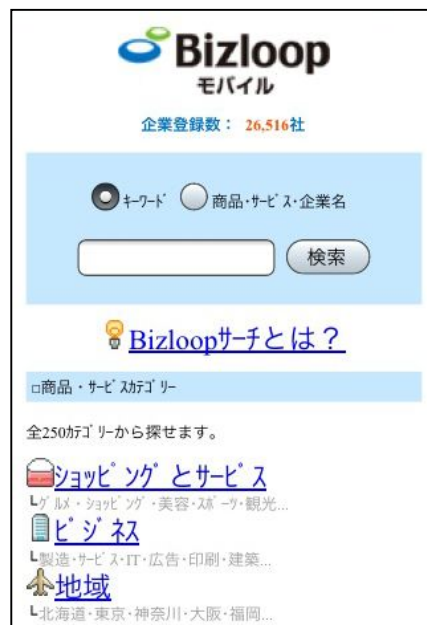 Bizloop
モバイル
企業登録数： 26,516社
ｷｰﾜｰﾄﾞ 商品･ｻｰﾋﾞｽ･企業名
検索
Bizloopｻｰﾁとは？
□商品・ｻｰﾋﾞｽｶﾃｺﾞﾘｰ
全250ｶﾃｺﾞﾘｰから探せます。
ｼｮｯﾋﾟﾝｸﾞとｻｰﾋﾞｽ
┗ｸﾞﾙﾒ・ｼｮｯﾋﾟﾝｸﾞ・美容・ｽﾎﾟｰﾂ・観光...
ﾋﾞｼﾞﾈｽ
┗製造･ｻｰﾋﾞｽ･IT･広告･印刷･建築...
地域
┗北海道･東京･神奈川･大阪･福岡...